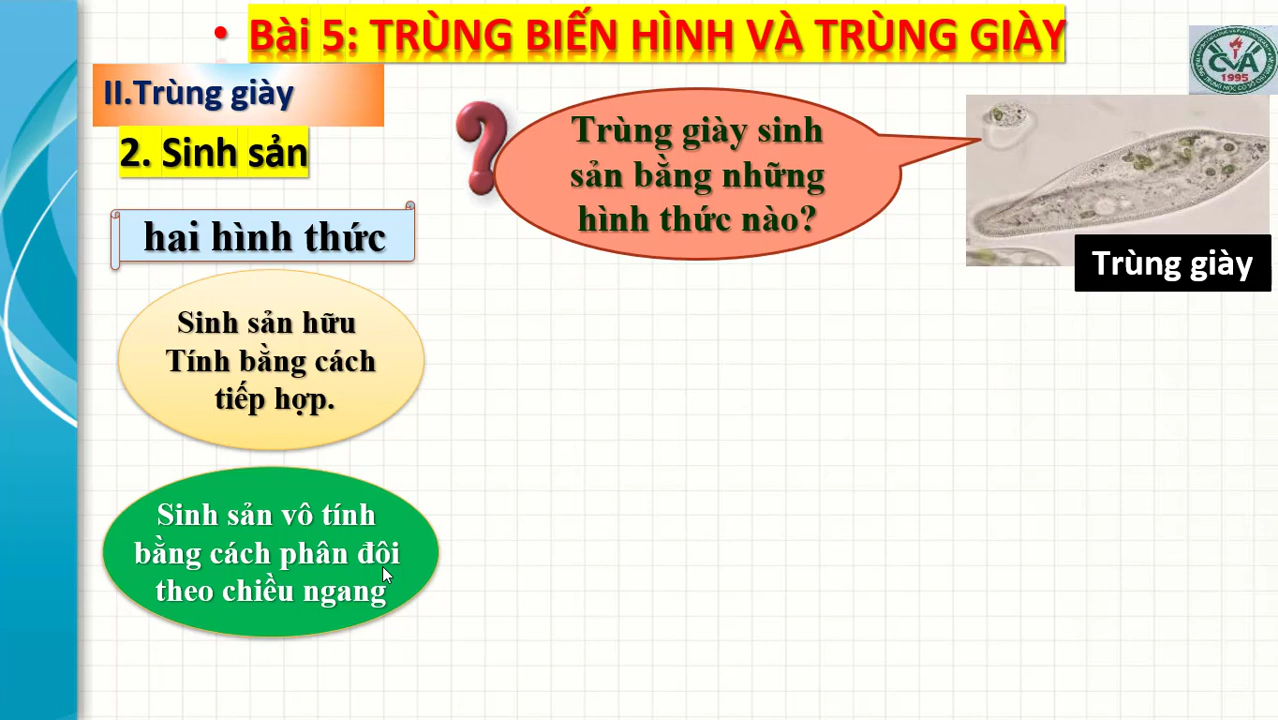 • Bài 5: TRÙNG BIẾN HÌNH VÀ TRÙNG GIÀY
II.Trùng giày
2. Sinh sản
hai hình thức
Sinh sản hữu
Tính bằng cách
tiếp hợp.
Sinh sản vô tính
bằng cách phân đôi
theo chiều ngang
Trùng giày sinh
sản bằng những
hình thức nào?
CVA
1995
Trùng giày